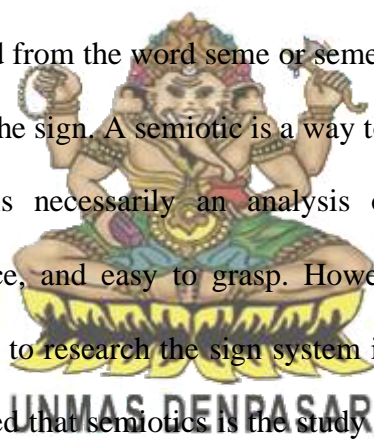 d from the word seme or seme
he sign. A semiotic is a way to
s necessarily an analysis
ce, and easy to grasp. Howe
to research the sign system i
UNMAS DENPASAR
ed that semiotics is the study